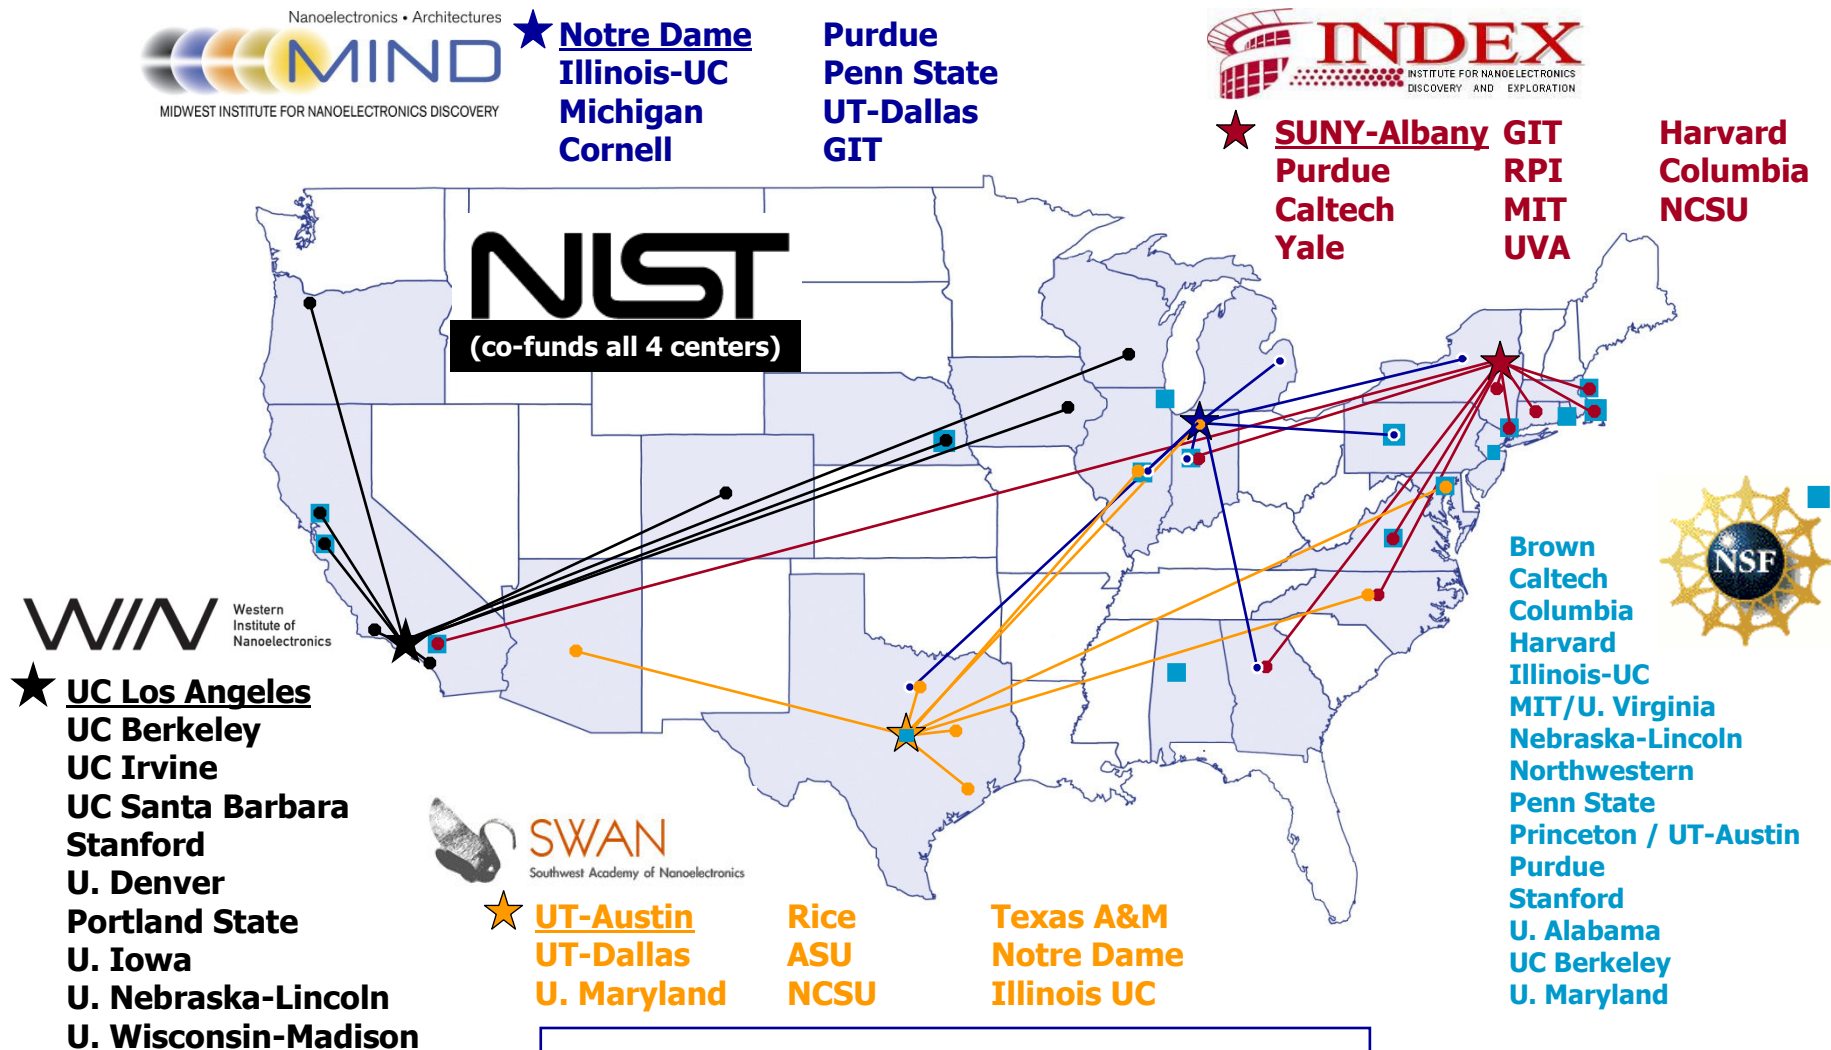 Nanoelectronics • Architectures
MIND
MIDWEST INSTITUTE FOR NANOELECTRONICS DISCOVERY
Notre Dame
Illinois-UC
Michigan
Cornell
Purdue
Penn State
UT-Dallas
GIT
INDEX
INSTITUTE FOR NANOELECTRONICS
DISCOVERY AND EXPLORATION
SUNY-Albany
Purdue
Caltech
Yale
GIT
RPI
MIT
UVA
Harvard
Columbia
NCSU
NIST
(co-funds all 4 centers)
WIN
Western
Institute of
Nanoelectronics
UC Los Angeles
UC Berkeley
UC Irvine
UC Santa Barbara
Stanford
U. Denver
Portland State
U. Iowa
U. Nebraska-Lincoln
U. Wisconsin-Madison
SWAN
Southwest Academy of Nanoelectronics
UT-Austin
UT-Dallas
U. Maryland
Rice
ASU
NCSU
Texas A&M
Notre Dame
Illinois UC
NSF
Brown
Caltech
Columbia
Harvard
Illinois-UC
MIT/U. Virginia
Nebraska-Lincoln
Northwestern
Penn State
Princeton / UT-Austin
Purdue
Stanford
U. Alabama
UC Berkeley
U. Maryland